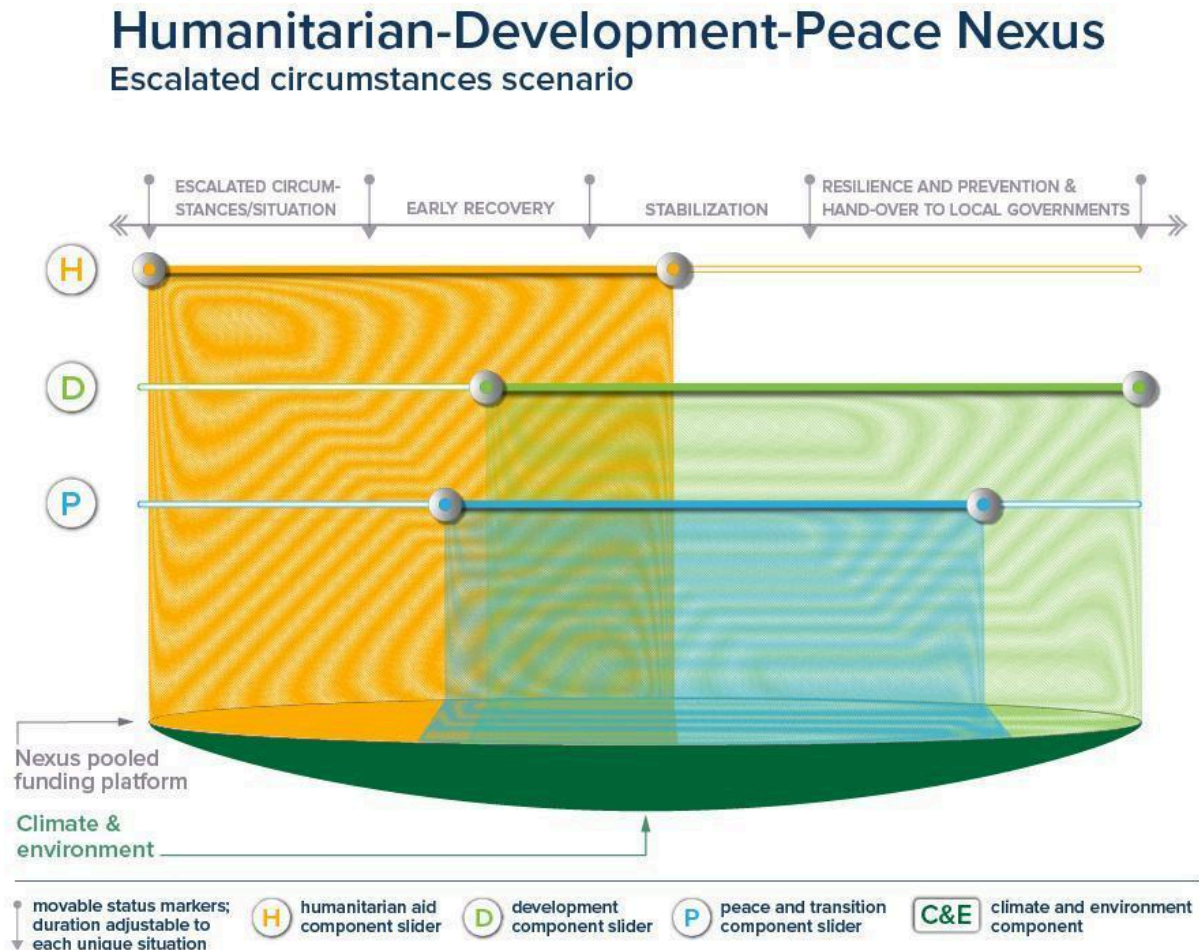 Humanitarian-Development-Peace Nexus
Escalated circumstances scenario
ESCALATED CIRCUM-
STANCES/SITUATION
EARLY RECOVERY
STABILIZATION
RESILIENCE AND PREVENTION &
HAND-OVER TO LOCAL GOVERNMENTS
H
D
P
Nexus pooled
funding platform
Climate &
environment
movable status markers;
duration adjustable to
each unique situation
H
humanitarian aid
component slider
D
development
component slider
P
peace and transition
component slider
C&E
climate and environment
component